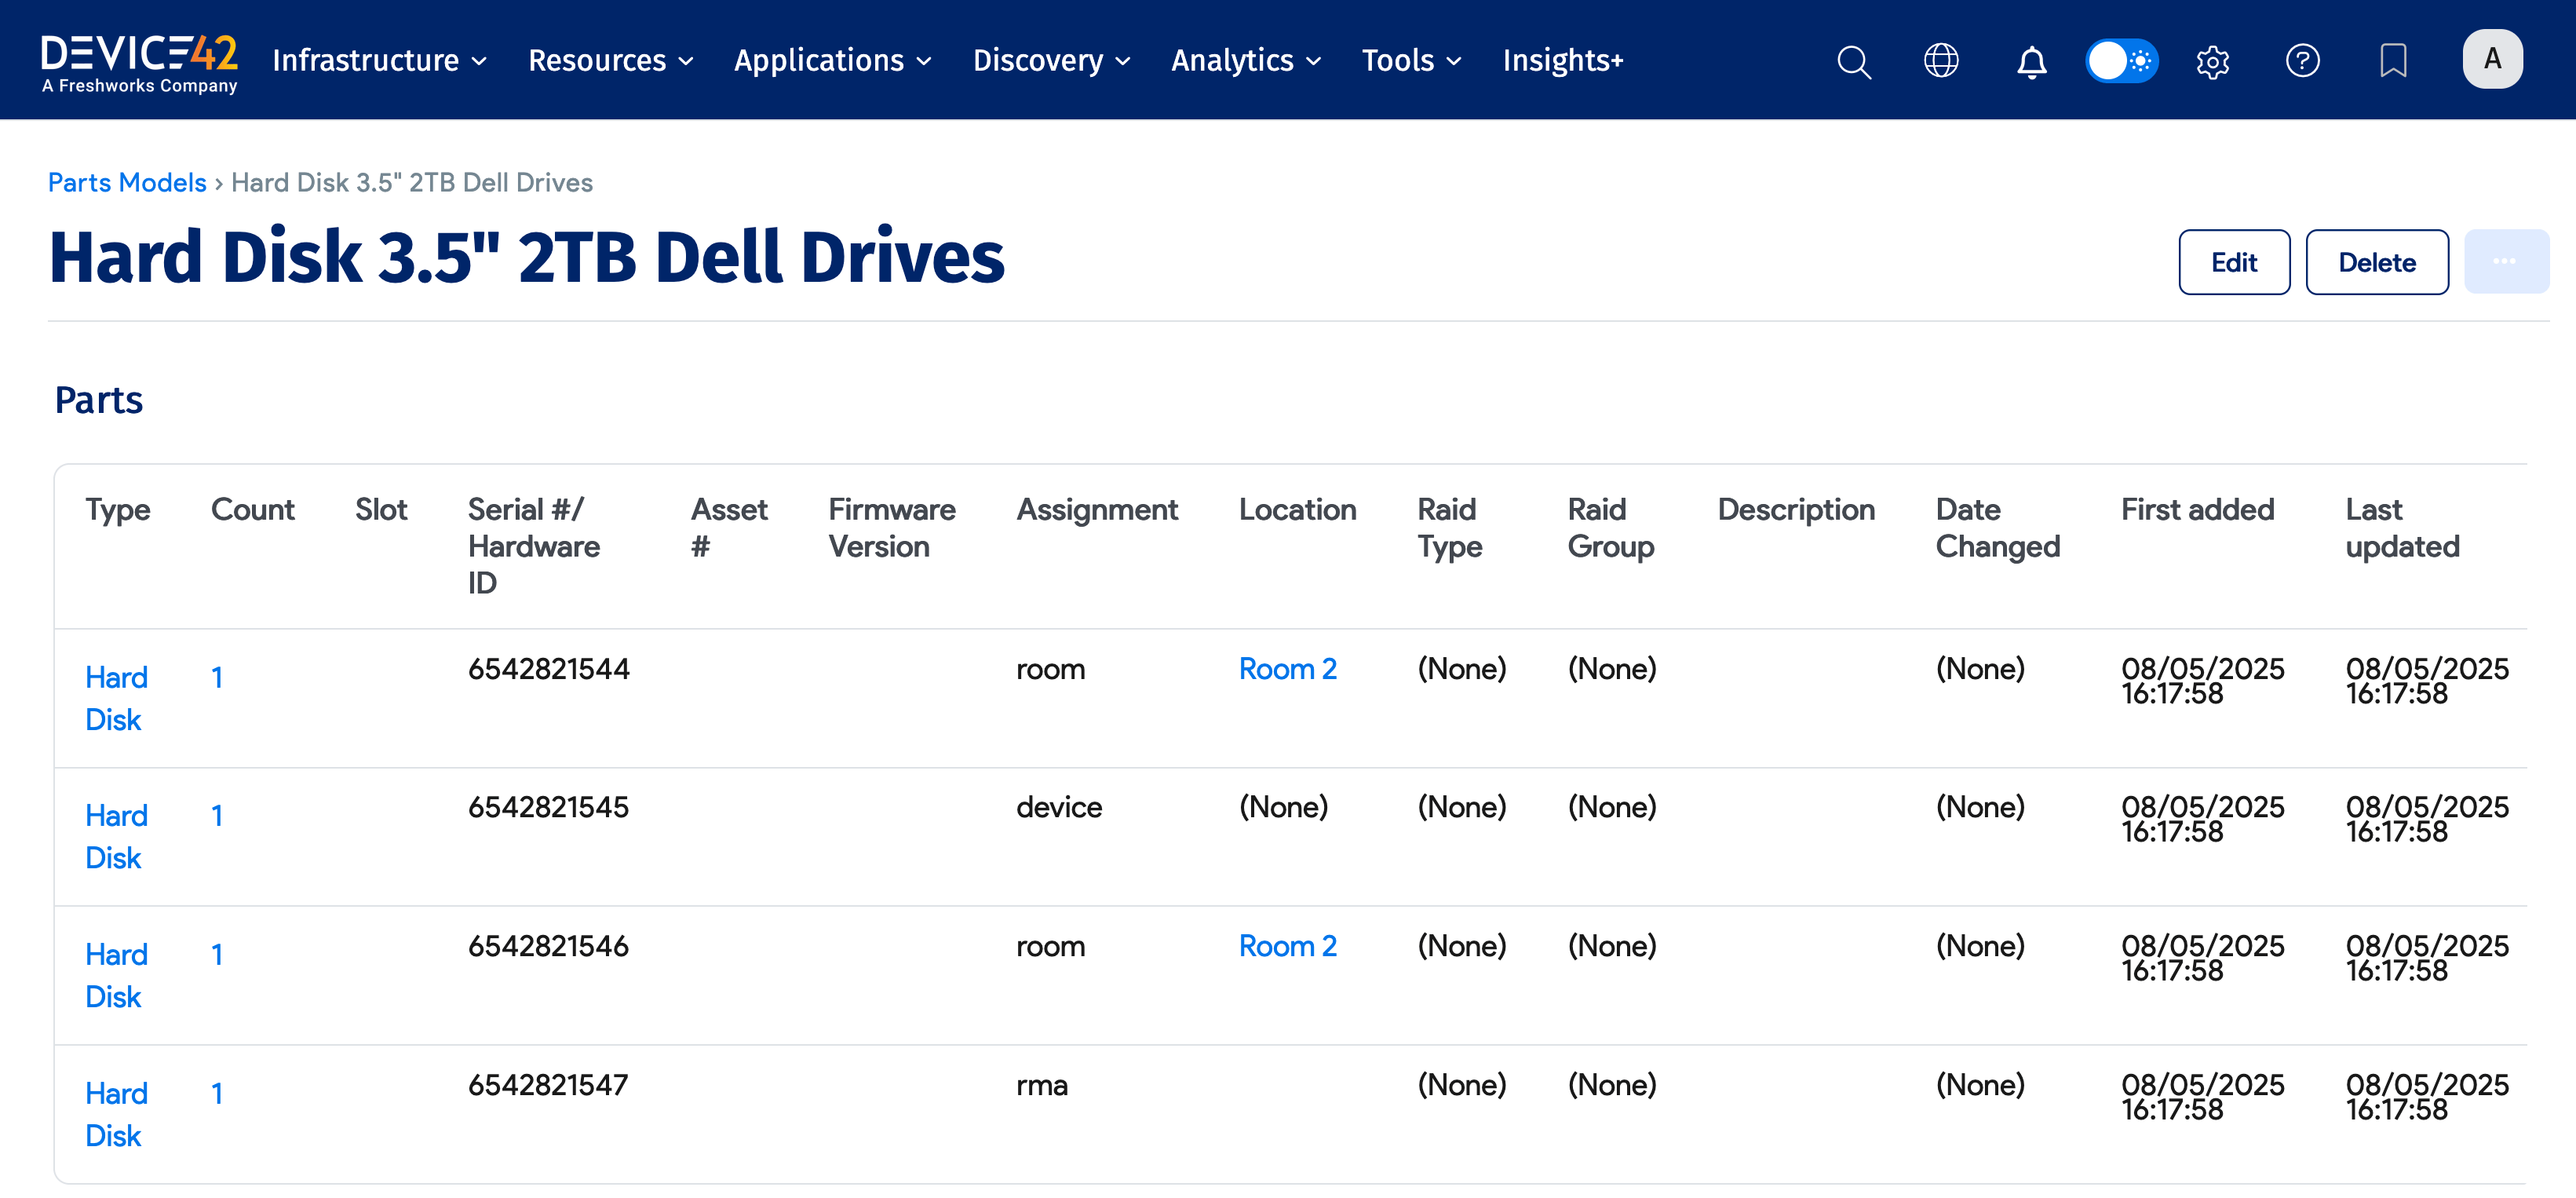 DEVICE42
A Freshworks Company
Infrastructure Resources Applications Discovery Analytics Tools Insights+ A
Parts Models › Hard Disk 3.5" 2TB Dell Drives
Hard Disk 3.5" 2TB Dell Drives
Edit Delete ...
Parts
Type Count Slot Serial #/ Asset Firmware Assignment Location Raid Raid Description Date First added Last
Hardware # Version Type Group Changed updated
ID
Hard 1 6542821544 room Room 2 (None) (None) (None) 08/05/2025 08/05/2025
16:17:58 16:17:58
Disk
Hard 1 6542821545 device (None) (None) (None) (None) 08/05/2025 08/05/2025
16:17:58 16:17:58
Disk
Hard 1 6542821546 room Room 2 (None) (None) (None) 08/05/2025 08/05/2025
16:17:58 16:17:58
Disk
Hard 1 6542821547 rma (None) (None) (None) 08/05/2025 08/05/2025
16:17:58 16:17:58
Disk